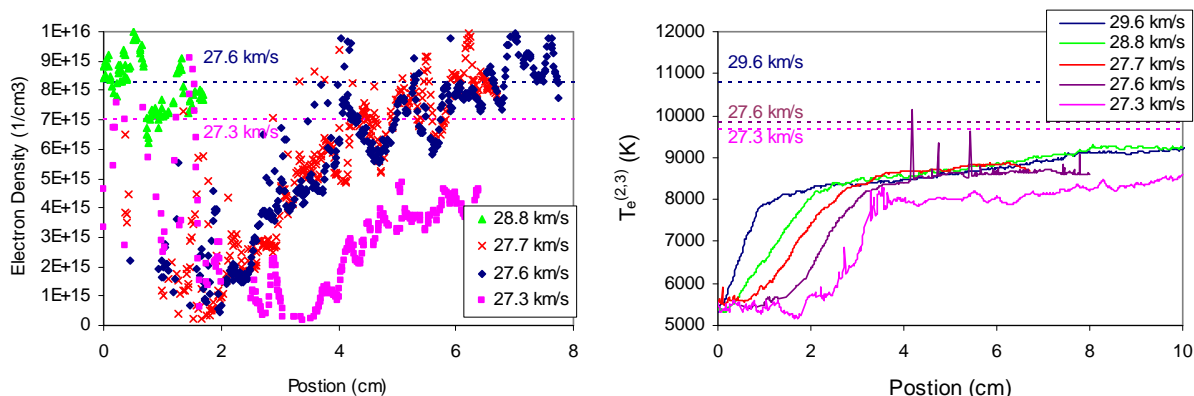 1E+16
9E+15
8E+15
7E+15
6E+15
5E+15
4E+15
3E+15
2E+15
1E+15
0
Electron Density (1/cm3)
27.6 km/s
27.3 km/s
28.8 km/s
27.7 km/s
27.6 km/s
27.3 km/s
0 2 4 6 8
Postion (cm)
12000
11000
10000
9000
8000
7000
6000
5000
Te(2,3) (K)
29.6 km/s
27.6 km/s
27.3 km/s
29.6 km/s
28.8 km/s
27.7 km/s
27.6 km/s
27.3 km/s
0 2 4 6 8 10
Postion (cm)